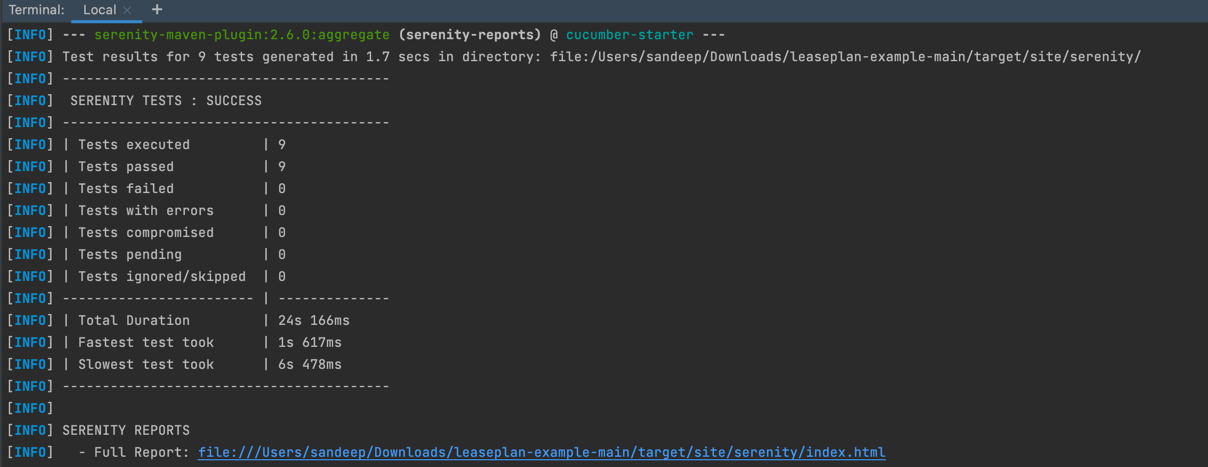 Terminal: Local × +
[INFO] --- serenity-maven-plugin:2.6.0:aggregate (serenity-reports) @ cucumber-starter ---
[INFO] Test results for 9 tests generated in 1.7 secs in directory: file:/Users/sandeep/Downloads/leaseplan-example-main/target/site/serenity/
[INFO] -----------------------------------------
[INFO]  SERENITY TESTS : SUCCESS
[INFO] -----------------------------------------
[INFO] | Tests executed         | 9
[INFO] | Tests passed           | 9
[INFO] | Tests failed           | 0
[INFO] | Tests with errors      | 0
[INFO] | Tests compromised      | 0
[INFO] | Tests pending          | 0
[INFO] | Tests ignored/skipped  | 0
[INFO] ------------------------ | --------------
[INFO] | Total Duration         | 24s 166ms
[INFO] | Fastest test took      | 1s 617ms
[INFO] | Slowest test took      | 6s 478ms
[INFO] -----------------------------------------
[INFO]
[INFO] SERENITY REPORTS
[INFO]   - Full Report: file:///Users/sandeep/Downloads/leaseplan-example-main/target/site/serenity/index.html